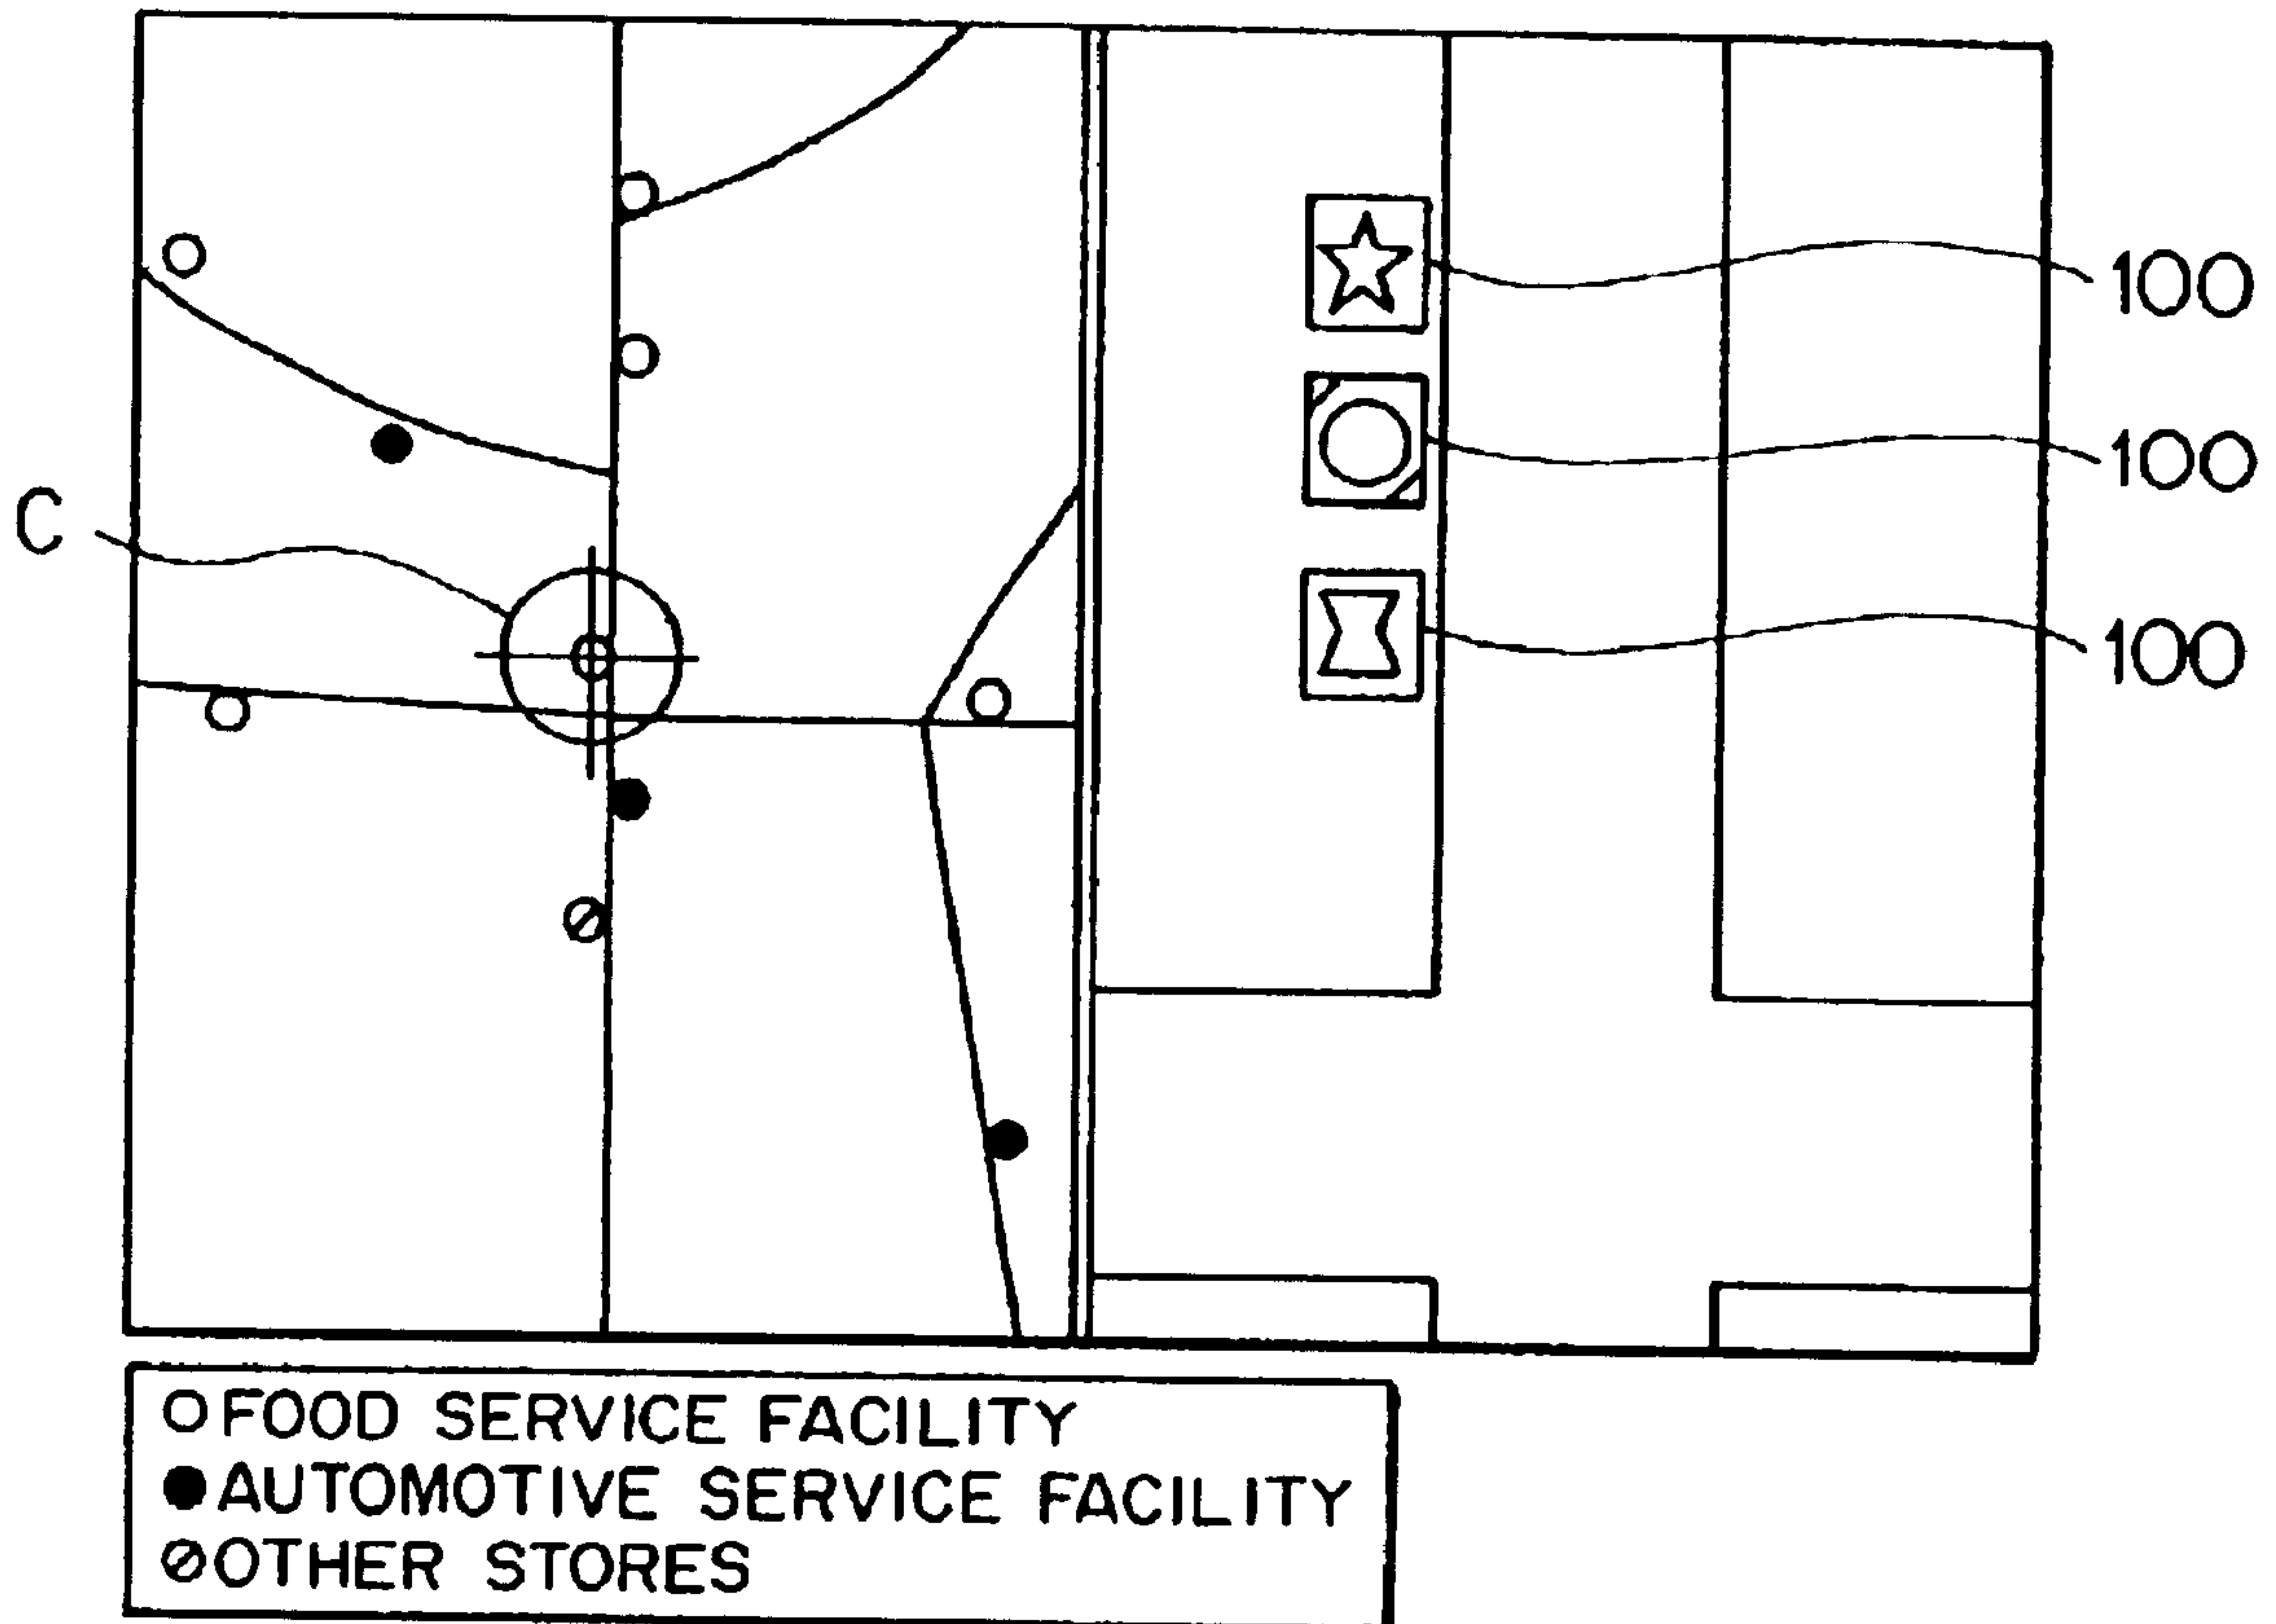 100
100
C
100
○FOOD SERVICE FACILITY
●AUTOMOTIVE SERVICE FACILITY
⊘OTHER STORES